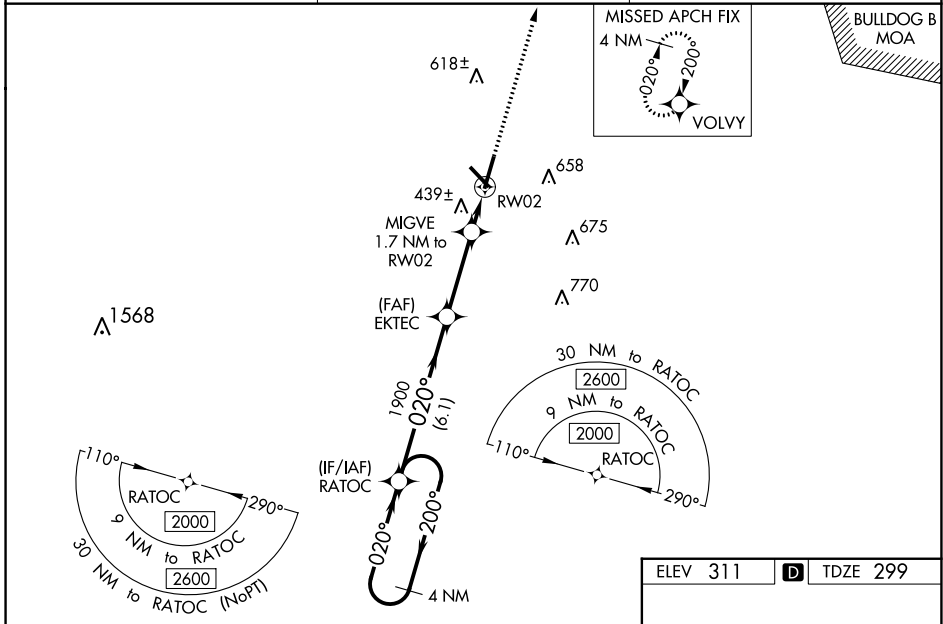 MISSED APCH FIX
4 NM
020°
200°
VOLVY
BULLDOG B
MOA
618±
658
439±
RW02
MIGVE
1.7 NM to
RW02
675
770
(FAF)
EKTEC
1568
1900
020°
(6.1)
30 NM to RATOC
2600
9 NM to RATOC
2000
110°
RATOC
290°
(IF/IAF)
RATOC
110°
RATOC
290°
2000
9 NM to RATOC
2600
30 NM to RATOC (NoPT)
020°
200°
4 NM
ELEV 311
D
TDZE 299